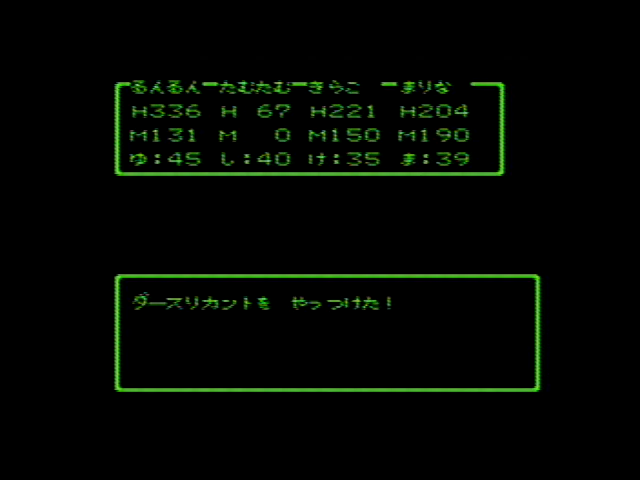 るんるん たむたむ きらこ まりな
H336 H 67 H221 H204
M131 M 0 M150 M190
ゆ:45 し:40 け:35 ま:39
ダースリカントを やっつけた!